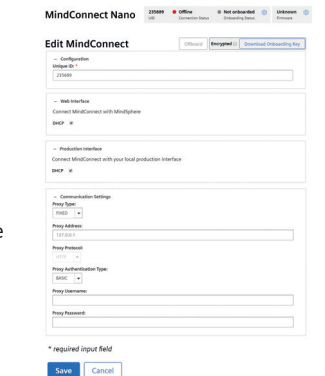 MindConnect Nano
235689 Offline Not onboarded Unknown
UID Connection Status Onboarding Status Firmware
Edit MindConnect
Offboard Encrypted Download Onboarding Key
Configuration
Unique ID: *
235689
Web Interface
Connect MindConnect with MindSphere
DHCP
Production Interface
Connect MindConnect with your local production interface
DHCP
Communication Settings
Proxy Type:
FIXED
Proxy Address:
127.0.0.1
Proxy Protocol:
HTTP
Proxy Authentication Type:
BASIC
Proxy Username:
Proxy Password:
e
* required input field
Save Cancel